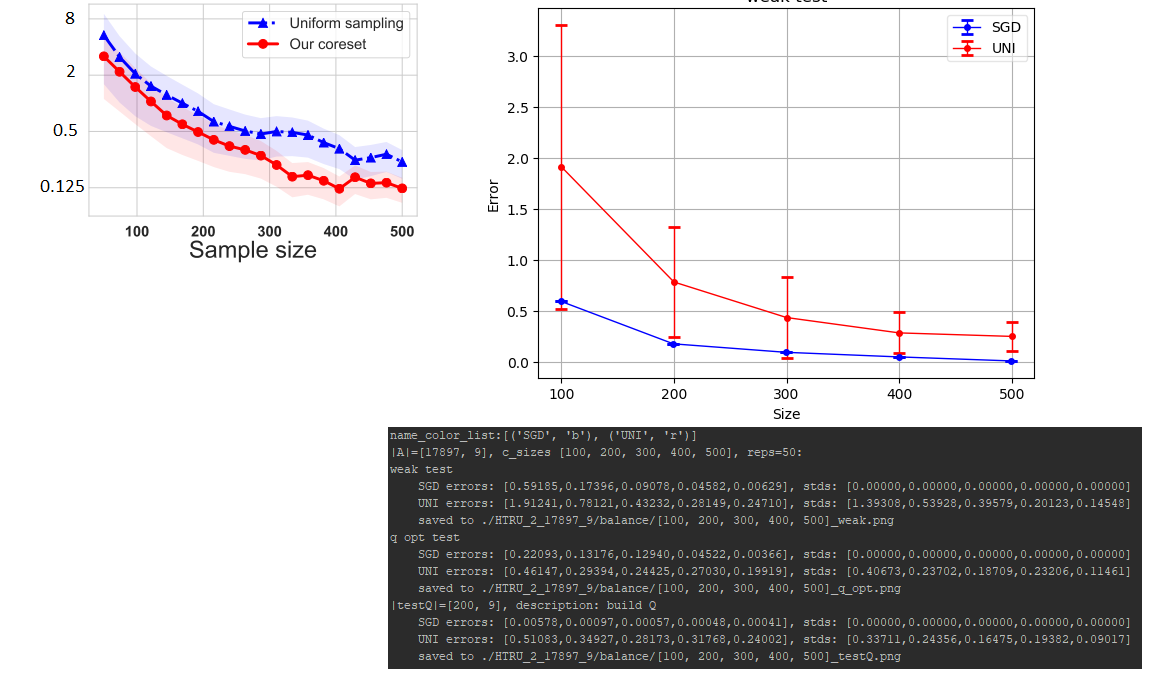 8
2
0.5
0.125
Uniform sampling
Our coreset
100 200 300 400 500
Sample size
weak test
SGD
UNI
3.0
2.5
2.0
1.5
1.0
0.5
0.0
Error
100 200 300 400 500
Size
name_color_list:[('SGD', 'b'), ('UNI', 'r')]
|A|=[17897, 9], c_sizes [100, 200, 300, 400, 500], reps=50:
weak test
SGD errors: [0.59185,0.17396,0.09078,0.04582,0.00629], stds: [0.00000,0.00000,0.00000,0.00000,0.00000]
UNI errors: [1.91241,0.78121,0.43232,0.28149,0.24710], stds: [1.39308,0.53928,0.39579,0.20123,0.14548]
saved to ./HTRU_2_17897_9/balance/[100, 200, 300, 400, 500]_weak.png
q opt test
SGD errors: [0.22093,0.13176,0.12940,0.04522,0.00366], stds: [0.00000,0.00000,0.00000,0.00000,0.00000]
UNI errors: [0.46147,0.29394,0.24425,0.27030,0.19919], stds: [0.40673,0.23702,0.18709,0.23206,0.11461]
saved to ./HTRU_2_17897_9/balance/[100, 200, 300, 400, 500]_q_opt.png
|testQ|=[200, 9], description: build Q
SGD errors: [0.00578,0.00097,0.00057,0.00048,0.00041], stds: [0.00000,0.00000,0.00000,0.00000,0.00000]
UNI errors: [0.51083,0.34927,0.28173,0.31768,0.24002], stds: [0.33711,0.24356,0.16475,0.19382,0.09017]
saved to ./HTRU_2_17897_9/balance/[100, 200, 300, 400, 500]_testQ.png